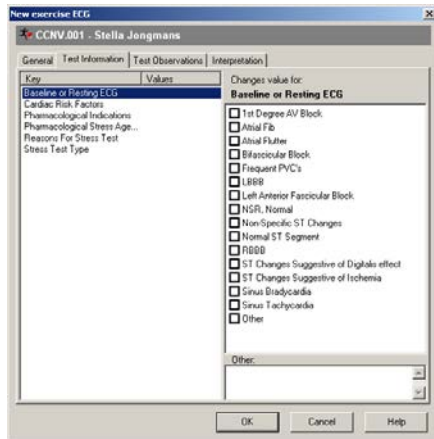 New exercise ECG
CCNV.001 - Stella Jongmans
General Test Information Test Observations Interpretation
Key Values
Baseline or Resting ECG
Cardiac Risk Factors
Pharmacological Indications
Pharmacological Stress Age...
Reasons For Stress Test
Stress Test Type
Changes value for:
Baseline or Resting ECG
1st Degree AV Block
Atrial Fib
Atrial Flutter
Bifascicular Block
Frequent PVC's
LBBB
Left Anterior Fascicular Block
NSR, Normal
Non-Specific ST Changes
Normal ST Segment
RBBB
ST Changes Suggestive of Digitalis effect
ST Changes Suggestive of Ischemia
Sinus Bradycardia
Sinus Tachycardia
Other
Other:
OK Cancel Help